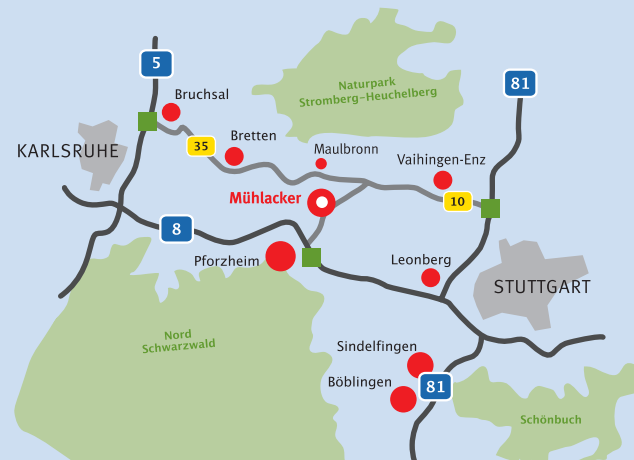 5
81
Naturpark
Stromberg-Heuchelberg
Bruchsal
Bretten
35
KARLSRUHE
Maulbronn
Vaihingen-Enz
Mühlacker
10
8
Pforzheim
Leonberg
STUTTGART
Nord
Schwarzwald
Sindelfingen
Böblingen
81
Schönbuch